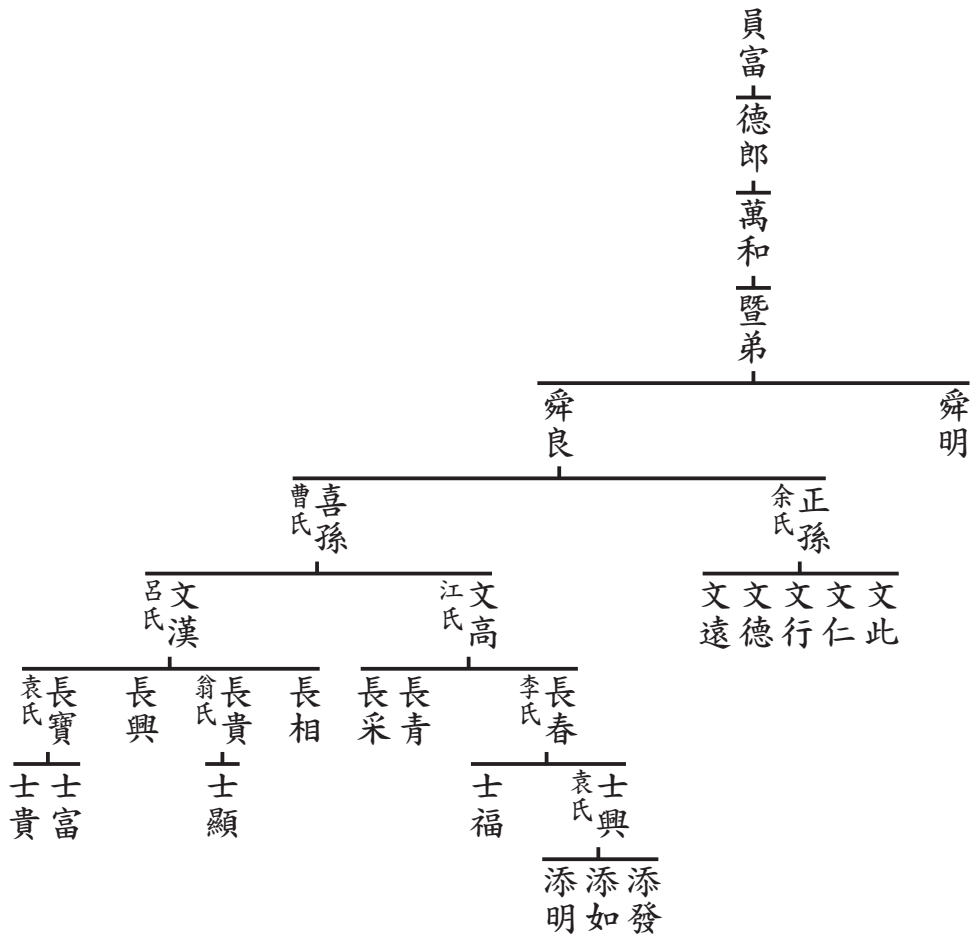 員富
德郎
萬和
暨弟
舜明
舜良
正孫
余氏
喜孫
曹氏
文此
文仁
文行
文德
文遠
文高
江氏
文漢
呂氏
長春
李氏
長青
長采
長相
長貴
翁氏
長興
長寶
袁氏
士興
袁氏
士福
士顯
士富
士貴
添發
添如
添明